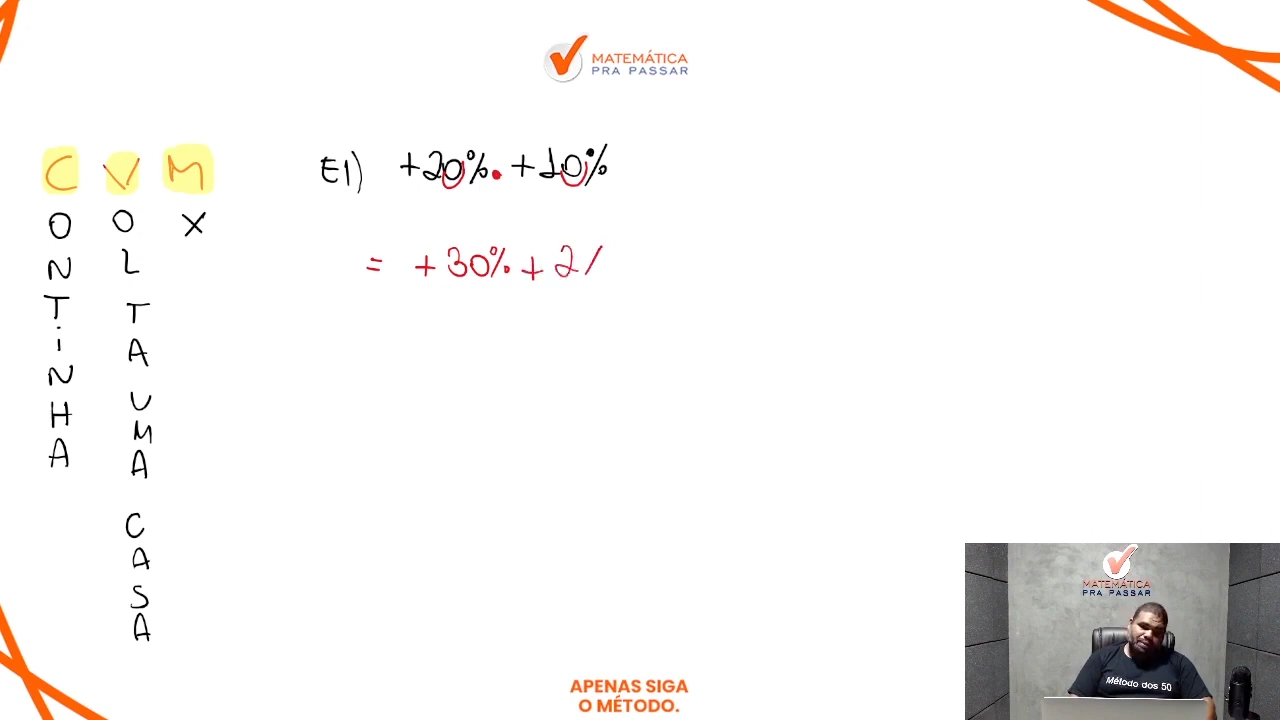 MATEMÁTICA
PRA PASSAR
C V M
O O X
N L
T T
I A
N U
H M
A A
C
A
S
A
E1) +20% . +10%
= +30% + 2/
MATEMÁTICA
PRA PASSAR
Método dos 50
APENAS SIGA
O MÉTODO.